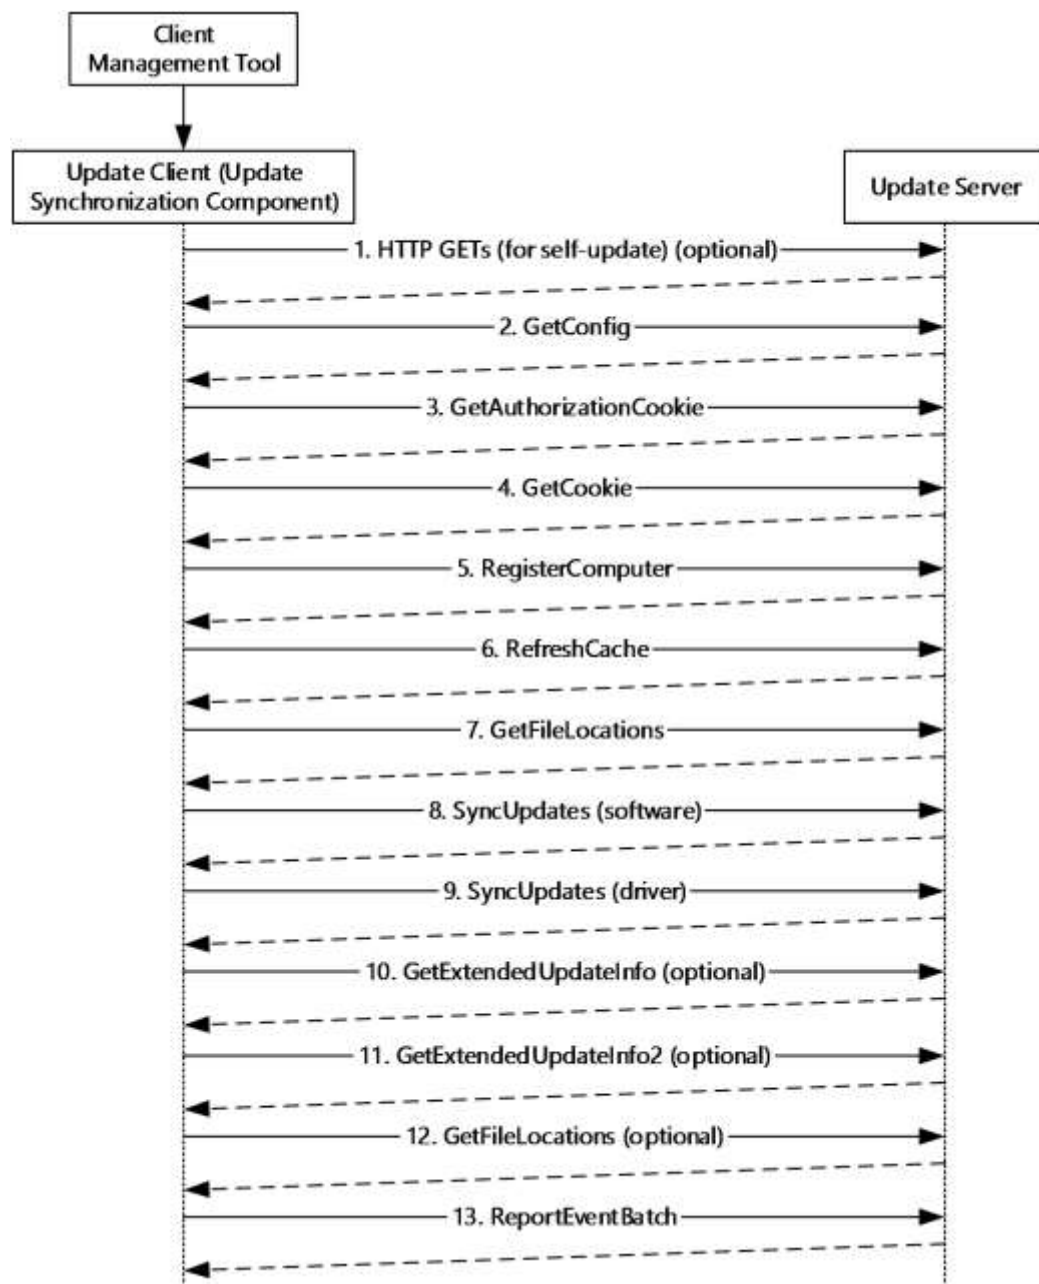 Client
Management Tool
Update Client (Update
Synchronization Component)
Update Server
1. HTTP GETs (for self-update) (optional)
2. GetConfig
3. GetAuthorizationCookie
4. GetCookie
5. RegisterComputer
6. RefreshCache
7. GetFileLocations
8. SyncUpdates (software)
9. SyncUpdates (driver)
10. GetExtendedUpdateInfo (optional)
11. GetExtendedUpdateInfo2 (optional)
12. GetFileLocations (optional)
13. ReportEventBatch